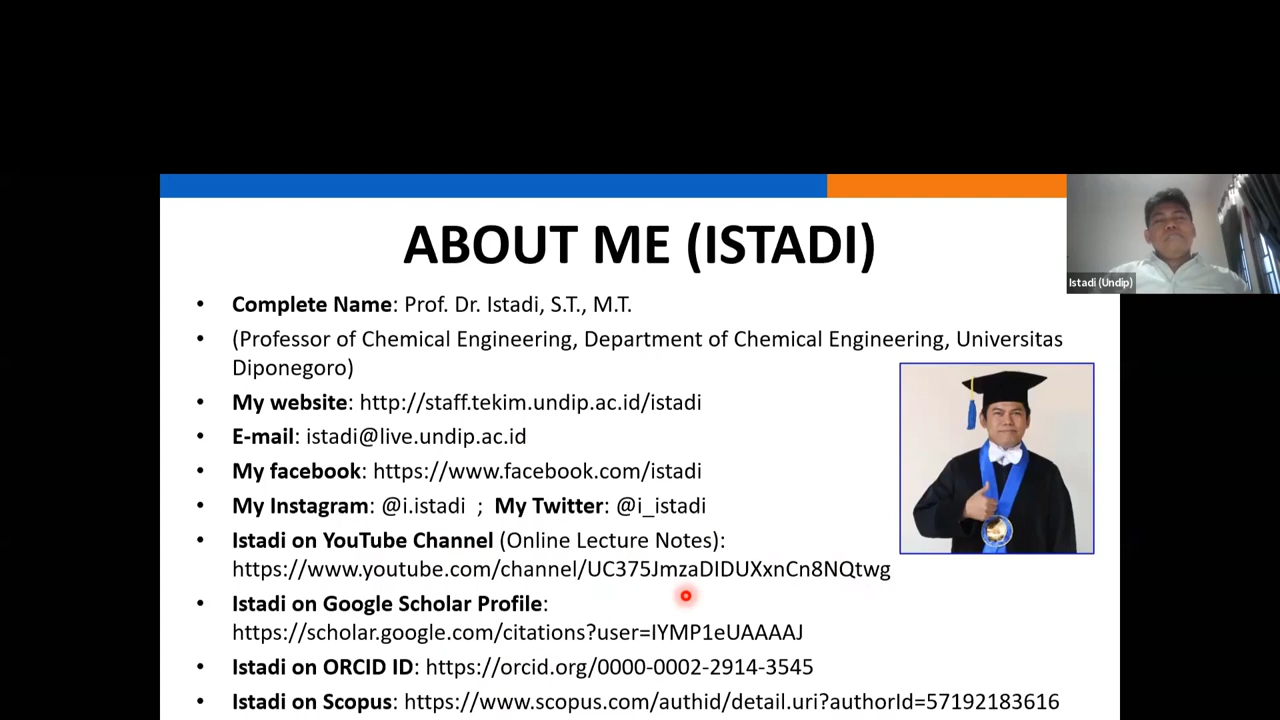 ABOUT ME (ISTADI)
Istadi (Undip)
• Complete Name: Prof. Dr. Istadi, S.T., M.T.
• (Professor of Chemical Engineering, Department of Chemical Engineering, Universitas
Diponegoro)
• My website: http://staff.tekim.undip.ac.id/istadi
• E-mail: istadi@live.undip.ac.id
• My facebook: https://www.facebook.com/istadi
• My Instagram: @i.istadi ; My Twitter: @i_istadi
• Istadi on YouTube Channel (Online Lecture Notes):
https://www.youtube.com/channel/UC375JmzaDIDUXxnCn8NQtwg
• Istadi on Google Scholar Profile:
https://scholar.google.com/citations?user=IYMP1eUAAAAJ
• Istadi on ORCID ID: https://orcid.org/0000-0002-2914-3545
• Istadi on Scopus: https://www.scopus.com/authid/detail.uri?authorId=57192183616